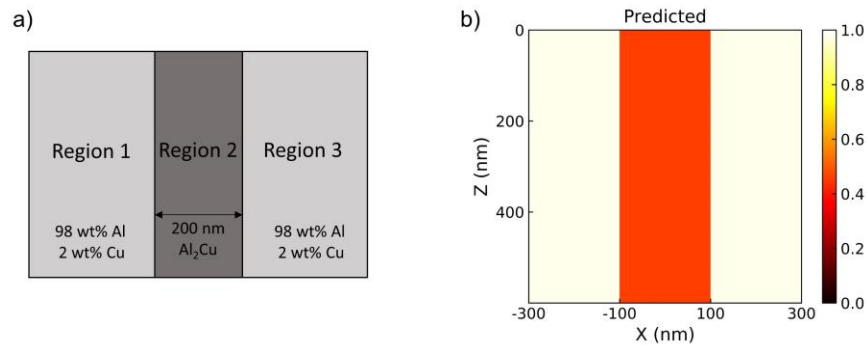 a)
Region 1
Region 2
Region 3
98 wt% Al
2 wt% Cu
200 nm
Al₂Cu
98 wt% Al
2 wt% Cu
b)
Predicted
0
200
400
Z (nm)
-300
-100
100
300
X (nm)
1.0
0.8
0.6
0.4
0.2
0.0